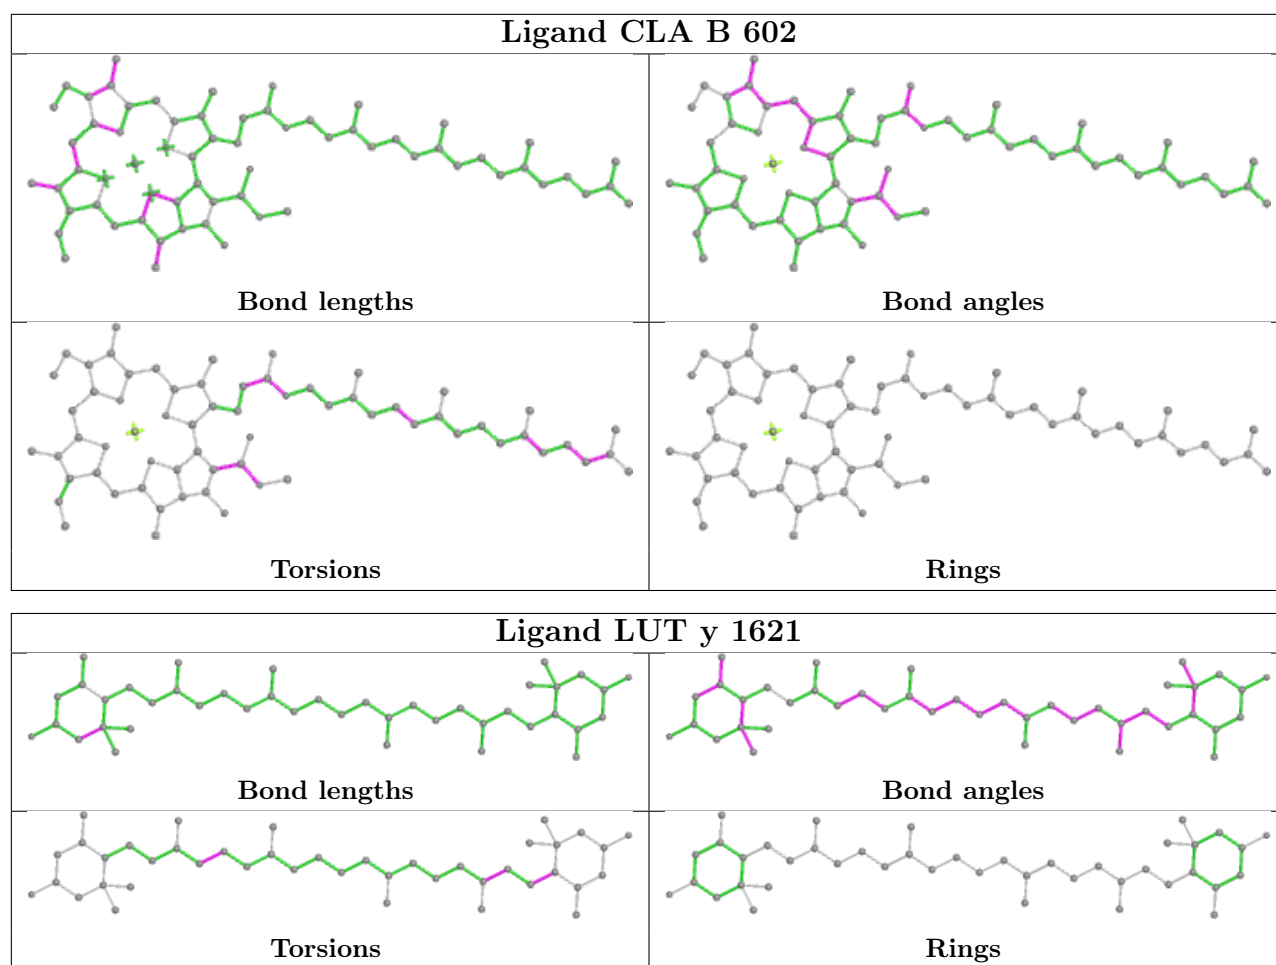 Ligand CLA B 602
Bond lengths
Bond angles
Torsions
Rings
Ligand LUT y 1621
Bond lengths
Bond angles
Torsions
Rings